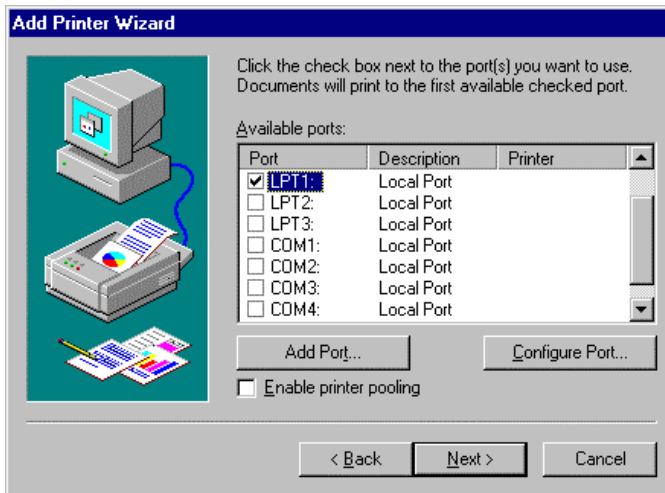 Add Printer Wizard
Click the check box next to the port(s) you want to use.
Documents will print to the first available checked port.
Available ports:
Port Description Printer
LPT1: Local Port
LPT2: Local Port
LPT3: Local Port
COM1: Local Port
COM2: Local Port
COM3: Local Port
COM4: Local Port
Add Port... Configure Port...
Enable printer pooling
< Back Next > Cancel